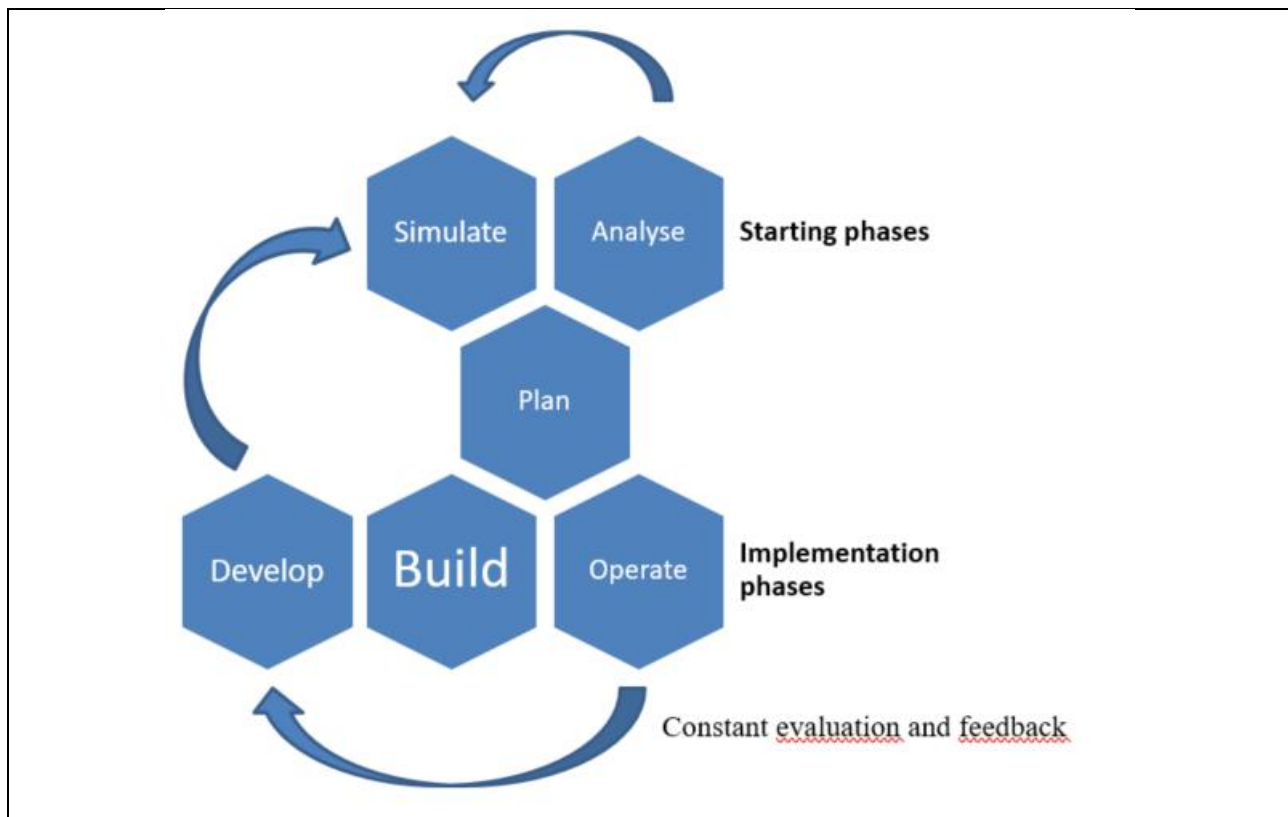 Simulate
Analyse
Starting phases
Plan
Develop
Build
Operate
Implementation
phases
Constant evaluation and feedback